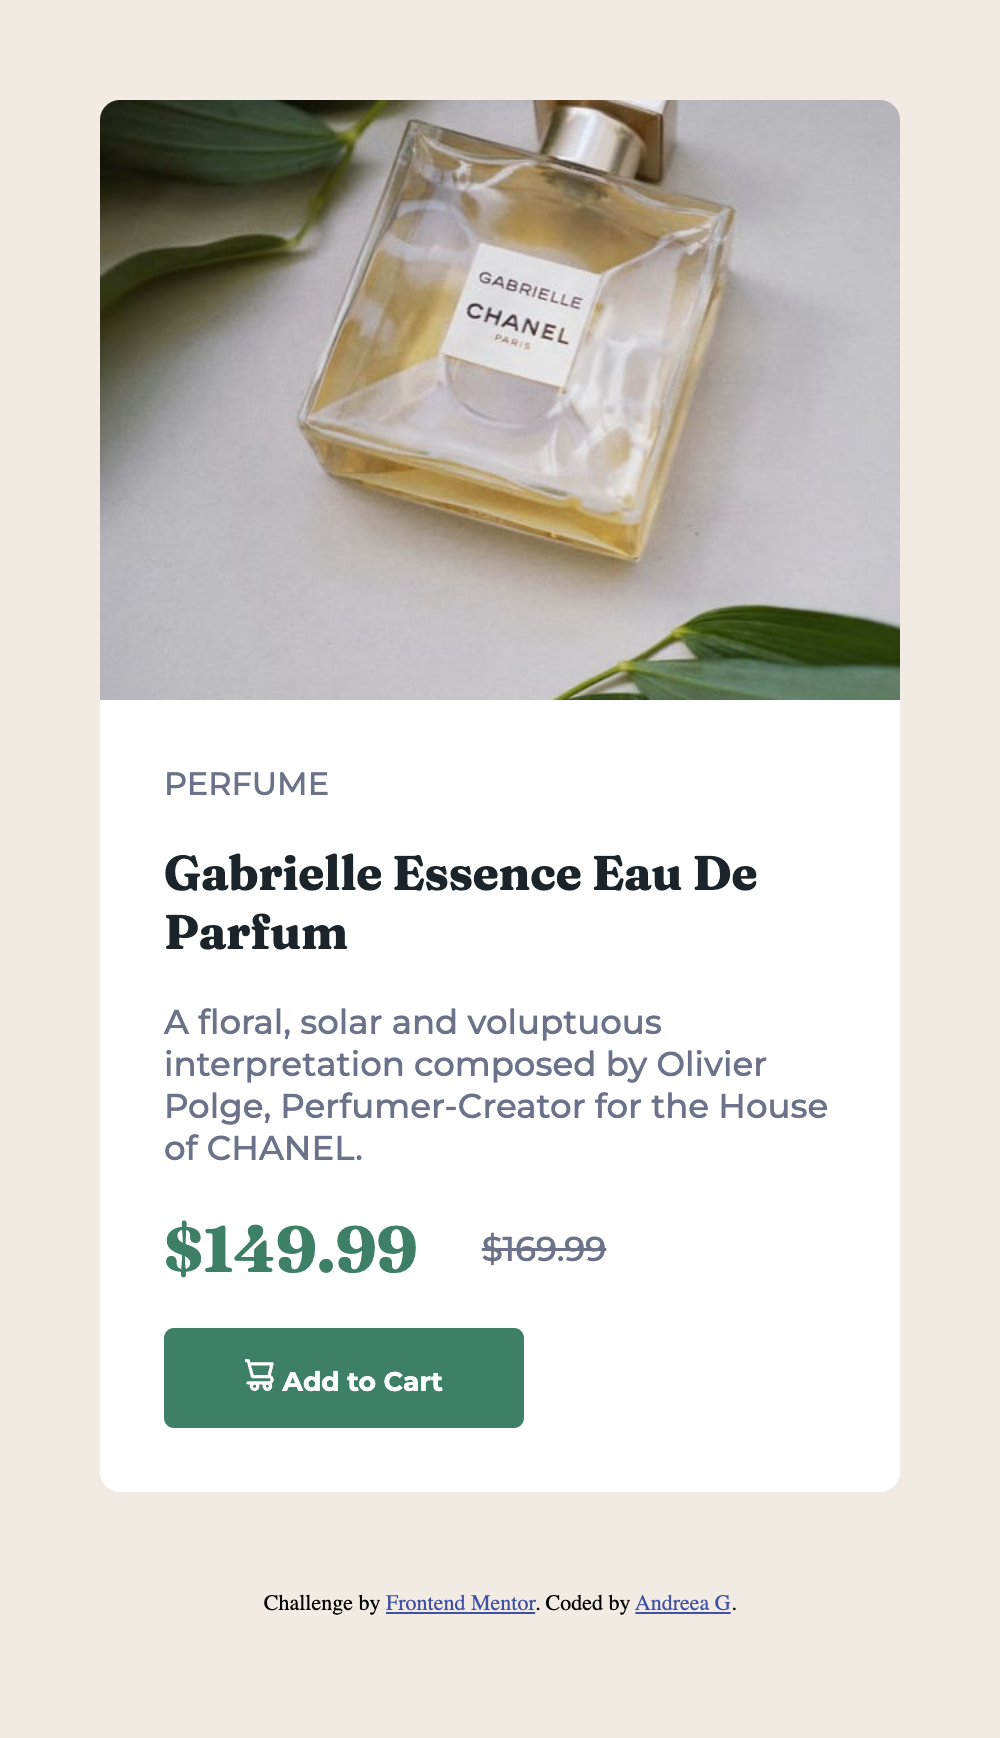 GABRIELLE
CHANEL
PARIS
PERFUME
Gabrielle Essence Eau De
Parfum
A floral, solar and voluptuous
interpretation composed by Olivier
Polge, Perfumer-Creator for the House
of CHANEL.
$149.99 $169.99
Add to Cart
Challenge by Frontend Mentor. Coded by Andreea G.